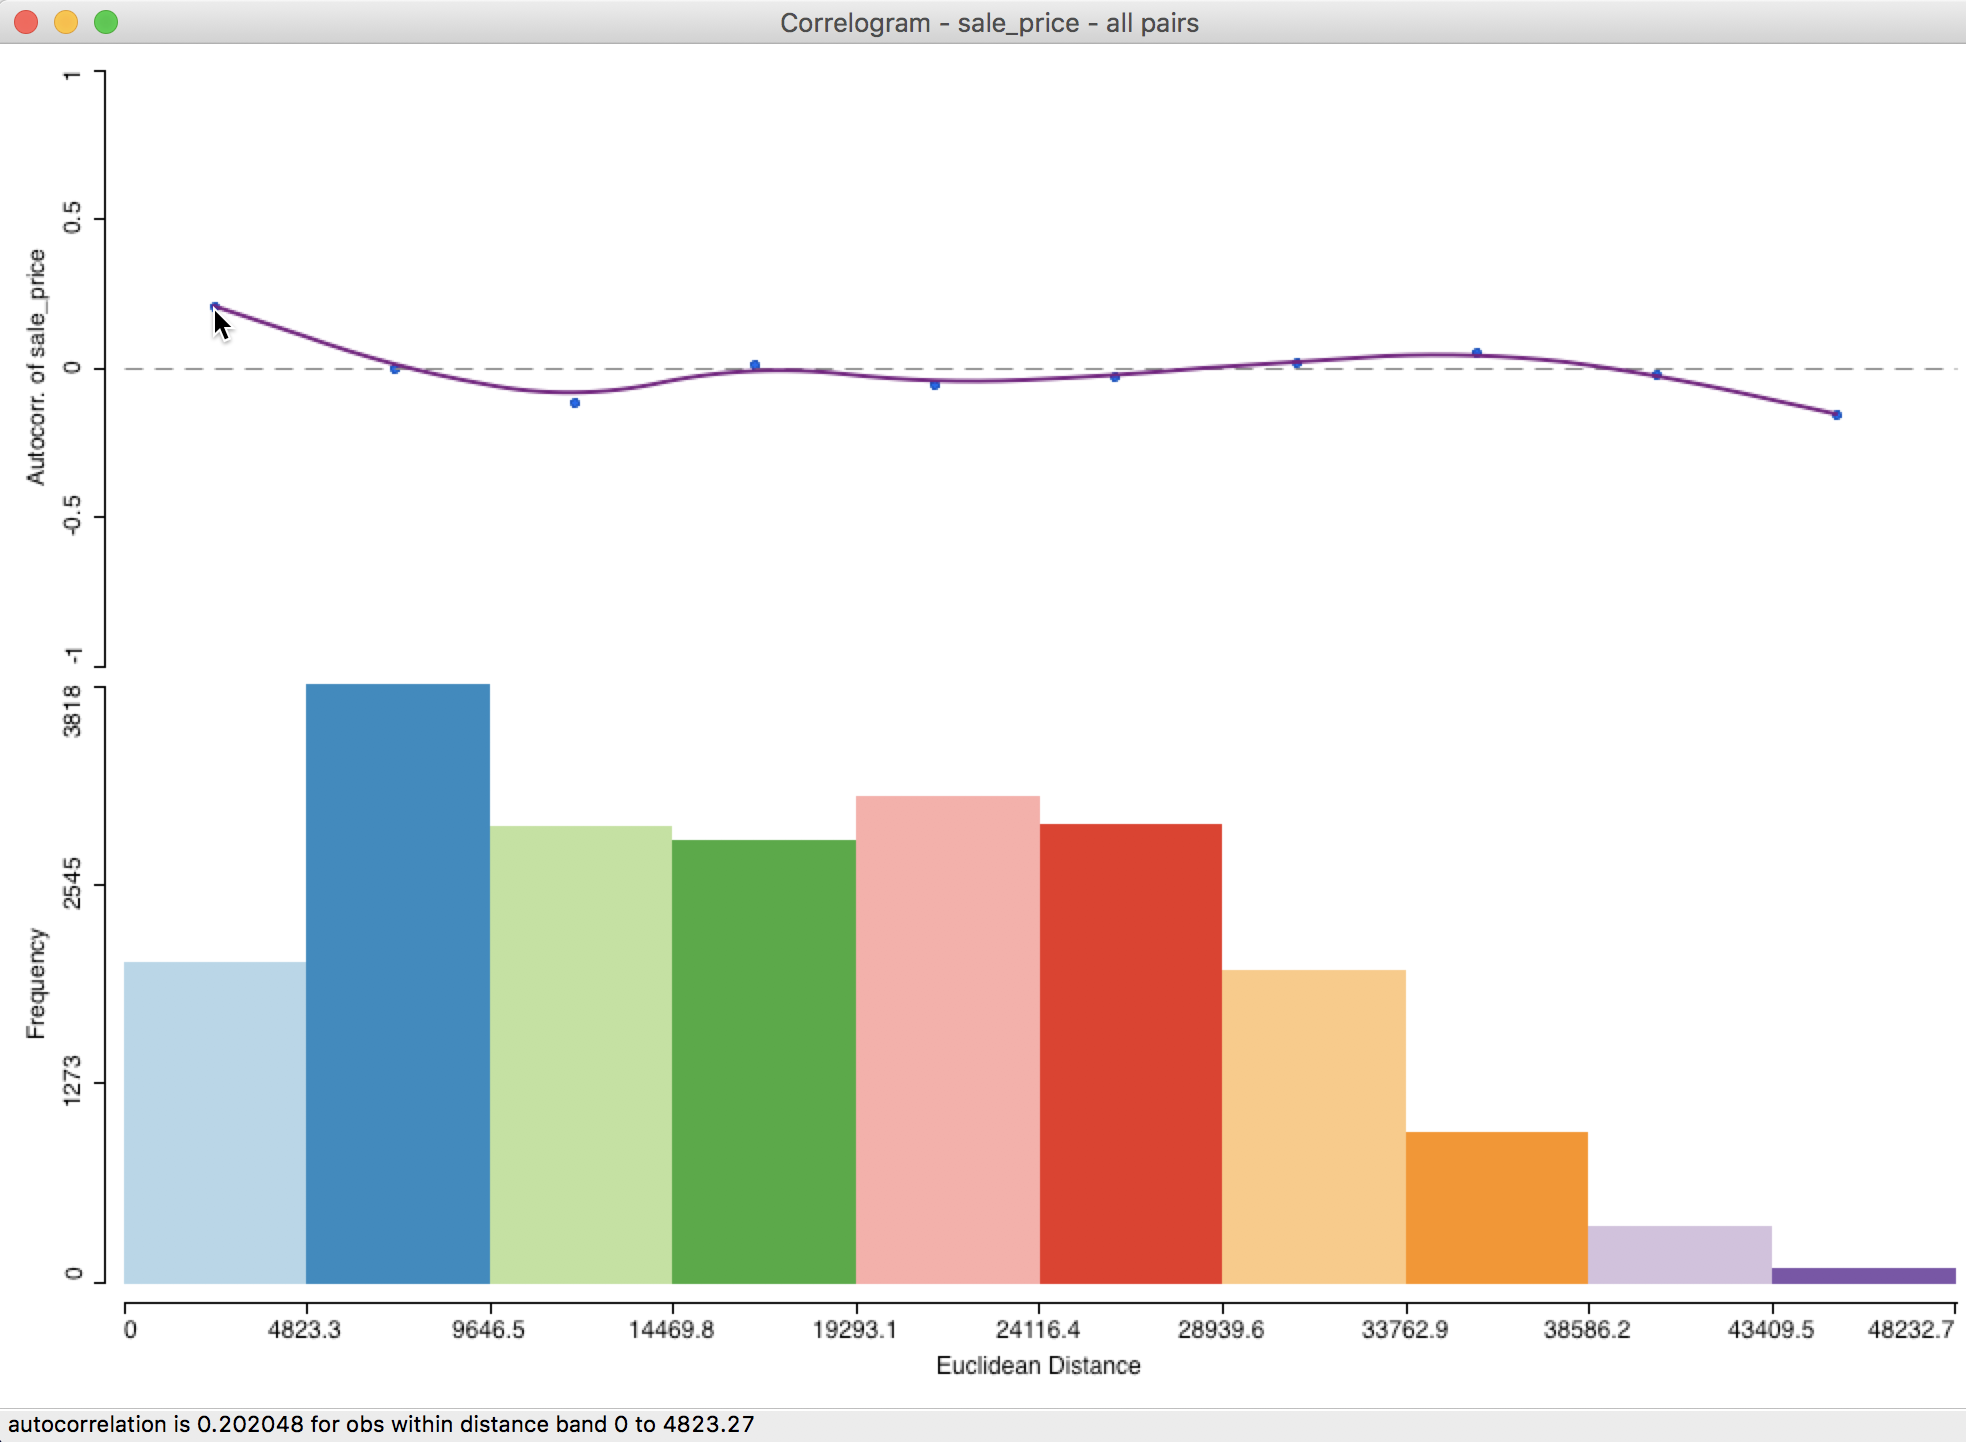 Correlogram - sale_price - all pairs
1
0.5
0
-0.5
-1
Autocorr. of sale_price
3818
2545
1273
0
Frequency
0 4823.3 9646.5 14469.8 19293.1 24116.4 28939.6 33762.9 38586.2 43409.5 48232.7
Euclidean Distance
autocorrelation is 0.202048 for obs within distance band 0 to 4823.27